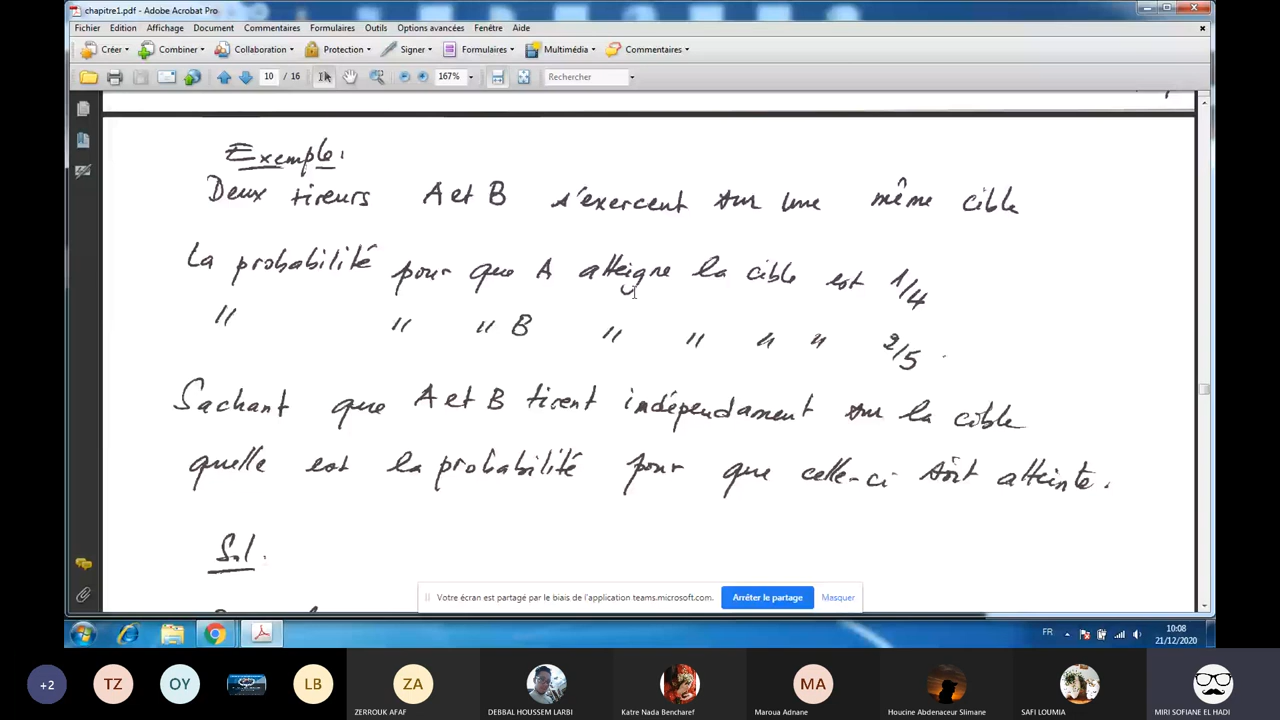 chapitre1.pdf - Adobe Acrobat Pro
Fichier Edition Affichage Document Commentaires Formulaires Outils Options avancées Fenêtre Aide
Créer Combiner Collaboration Protection Signer Formulaires Multimédia Commentaires
10 / 16 167% Rechercher
Exemple.
Deux tireurs A et B s'exercent sur une même cible
La probabilité pour que A atteigne la cible est 1/4
" " " B " " " " 2/5.
Sachant que A et B tirent indépendament sur la cible
quelle est la probabilité pour que celle-ci soit atteinte.
Sol.
Votre écran est partagé par le biais de l'application teams.microsoft.com. Arrêter le partage Masquer
FR 10:08
21/12/2020
+2 TZ OY LB ZA MA
ZERROUK AFAF DEBBAL HOUSSEM LARBI Katre Nada Bencharef Maroua Adnane Houcine Abdenaceur Slimane SAFI LOUMIA MIRI SOFIANE EL HADI